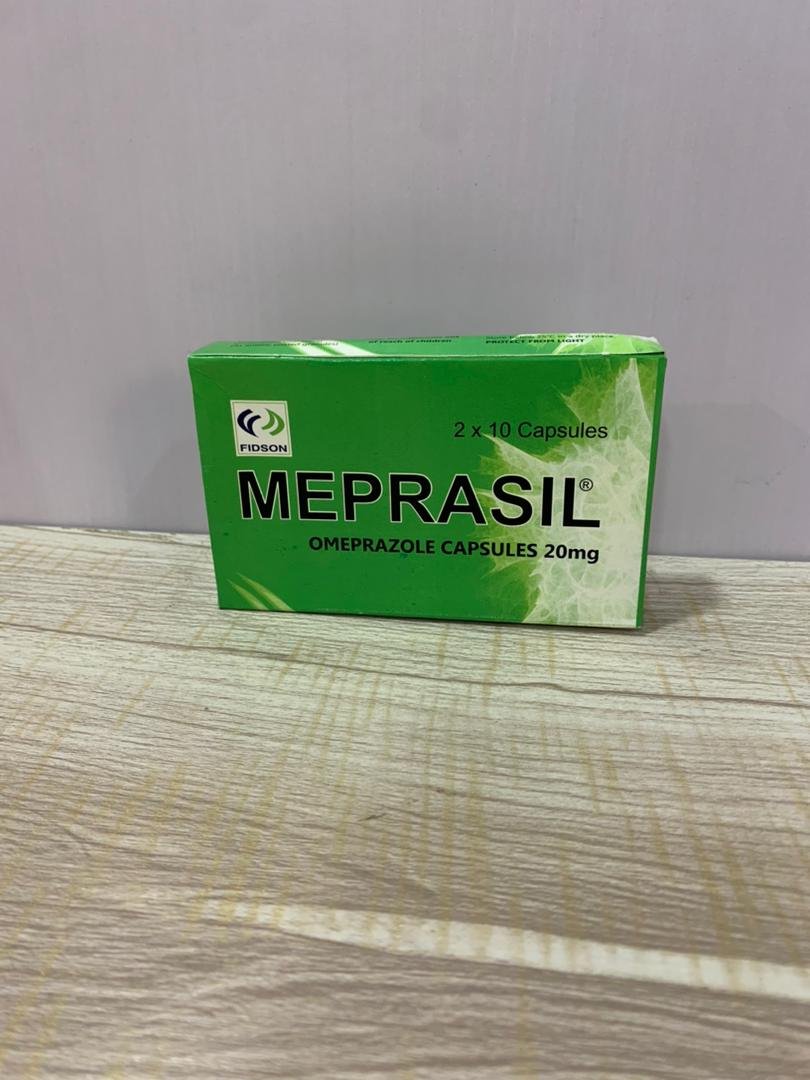 of reach of children
PROTECT FROM LIGHT
FIDSON
2 x 10 Capsules
MEPRASIL®
OMEPRAZOLE CAPSULES 20mg